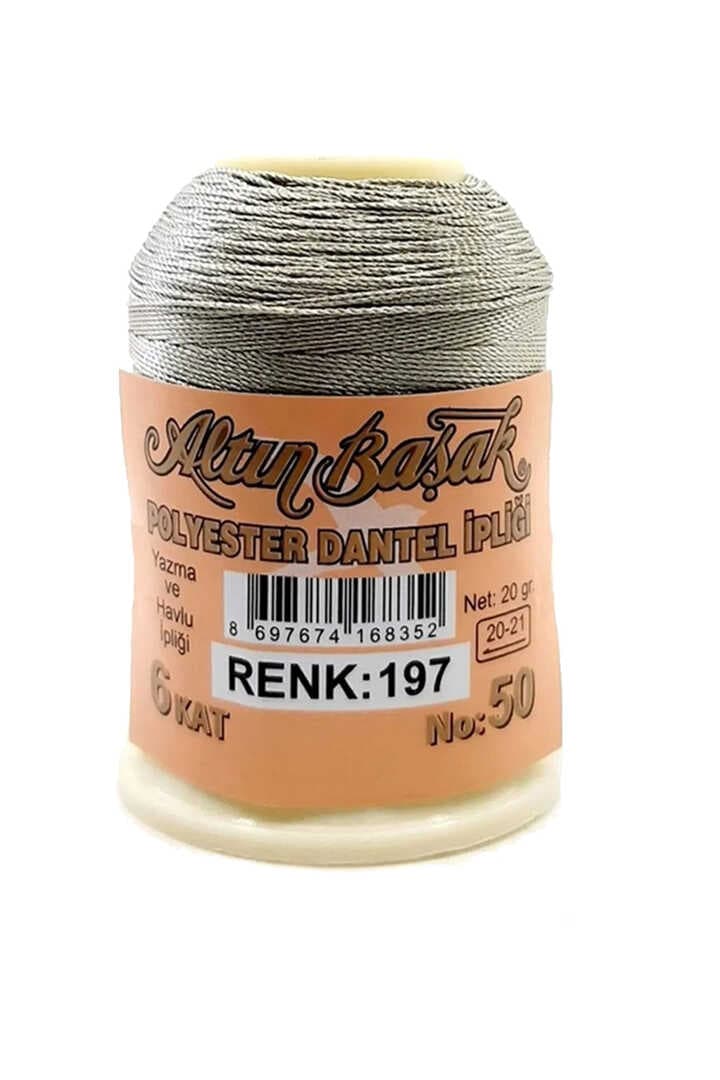 Altın Başak
POLYESTER DANTEL İPLİĞİ
Yazma
ve
Havlu
İpliği
8 697674 168352
Net: 20 gr.
20-21
RENK:197
6 KAT
No:50